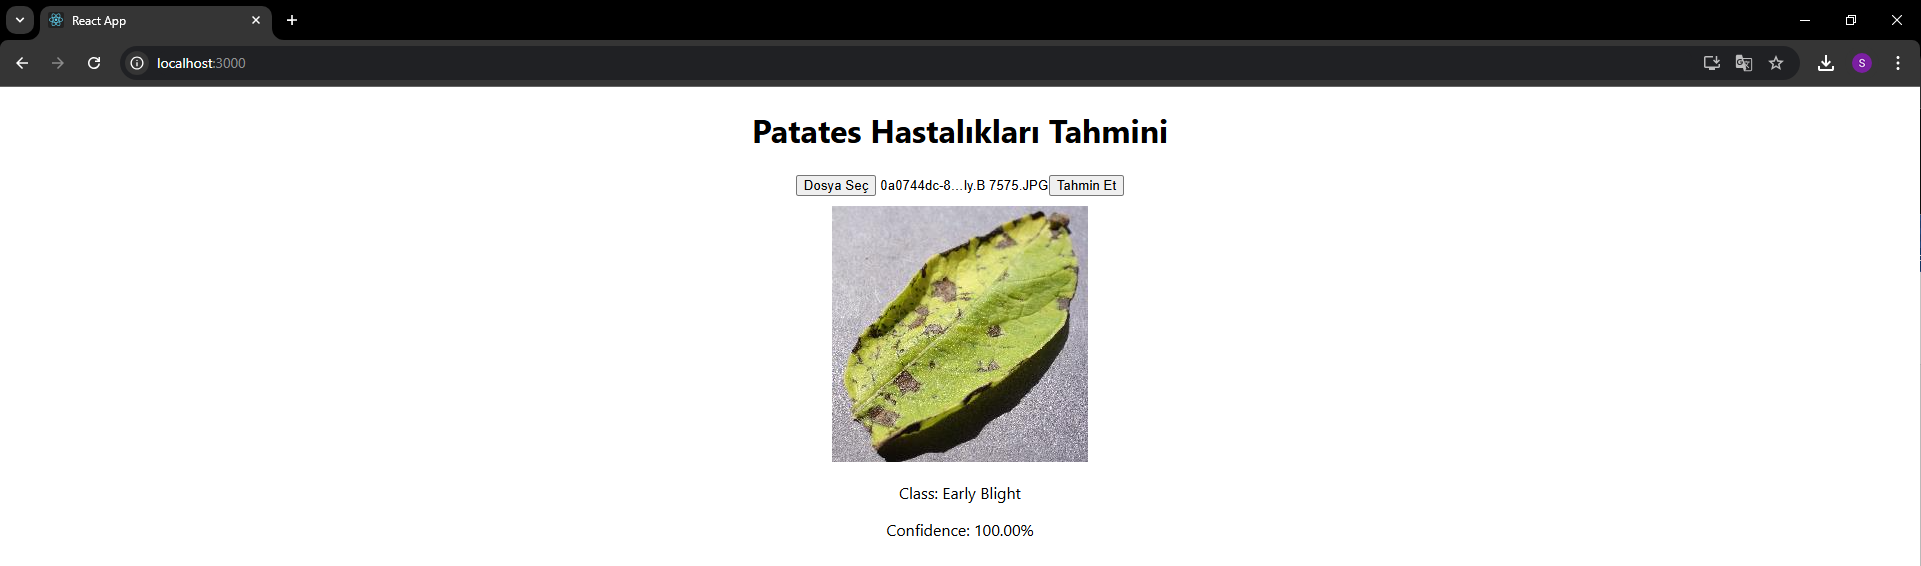 React App
localhost:3000
S
Patates Hastalıkları Tahmini
Dosya Seç 0a0744dc-8...ly.B 7575.JPG Tahmin Et
Class: Early Blight
Confidence: 100.00%